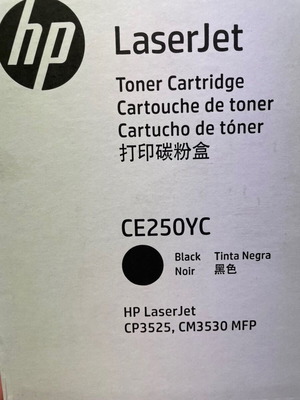 hp LaserJet
Toner Cartridge
Cartouche de toner
Cartucho de tóner
打印碳粉盒
CE250YC
Black Tinta Negra
Noir 黑色
HP LaserJet
CP3525, CM3530 MFP